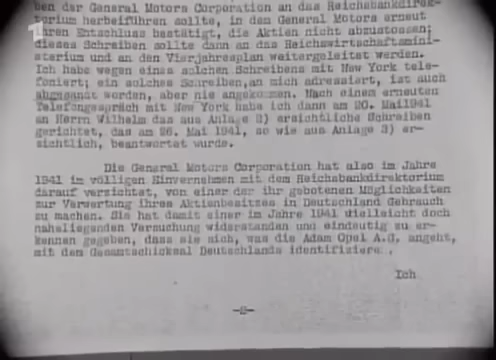 ben der General Motors Corporation an das Reichsbankdirek-
torium herbeiführen sollte, in dem General Motors erneut
ihren Entschluss bestätigt, die Aktien nicht abzustossen;
dieses Schreiben sollte dann an das Reichswirtschaftsmini-
sterium und an den Vierjahresplan weitergeleitet werden.
Ich habe wegen eines solchen Schreibens mit New York tele-
foniert; ein solches Schreiben, an mich adressiert, ist auch
abgesandt worden, aber nie angekommen. Nach einem erneuten
Telefongespräch mit New York habe ich dann am 20. Mai 1941
an Herrn Wilhelm das aus Anlage 2) ersichtliche Schreiben
gerichtet, das am 26. Mai 1941, so wie aus Anlage 3) er-
sichtlich, beantwortet wurde.
Die General Motors Corporation hat also im Jahre
1941 im völligen Einvernehmen mit dem Reichsbankdirektorium
darauf verzichtet, von einer der ihr gebotenen Möglichkeiten
zur Verwertung ihres Aktienbesitzes in Deutschland Gebrauch
zu machen. Sie hat damit einer im Jahre 1941 vielleicht doch
naheliegenden Versuchung widerstanden und eindeutig zu er-
kennen gegeben, dass sie sich, was die Adam Opel A.G. angeht,
mit dem Gesamtschicksal Deutschlands identifiziere.
Ich